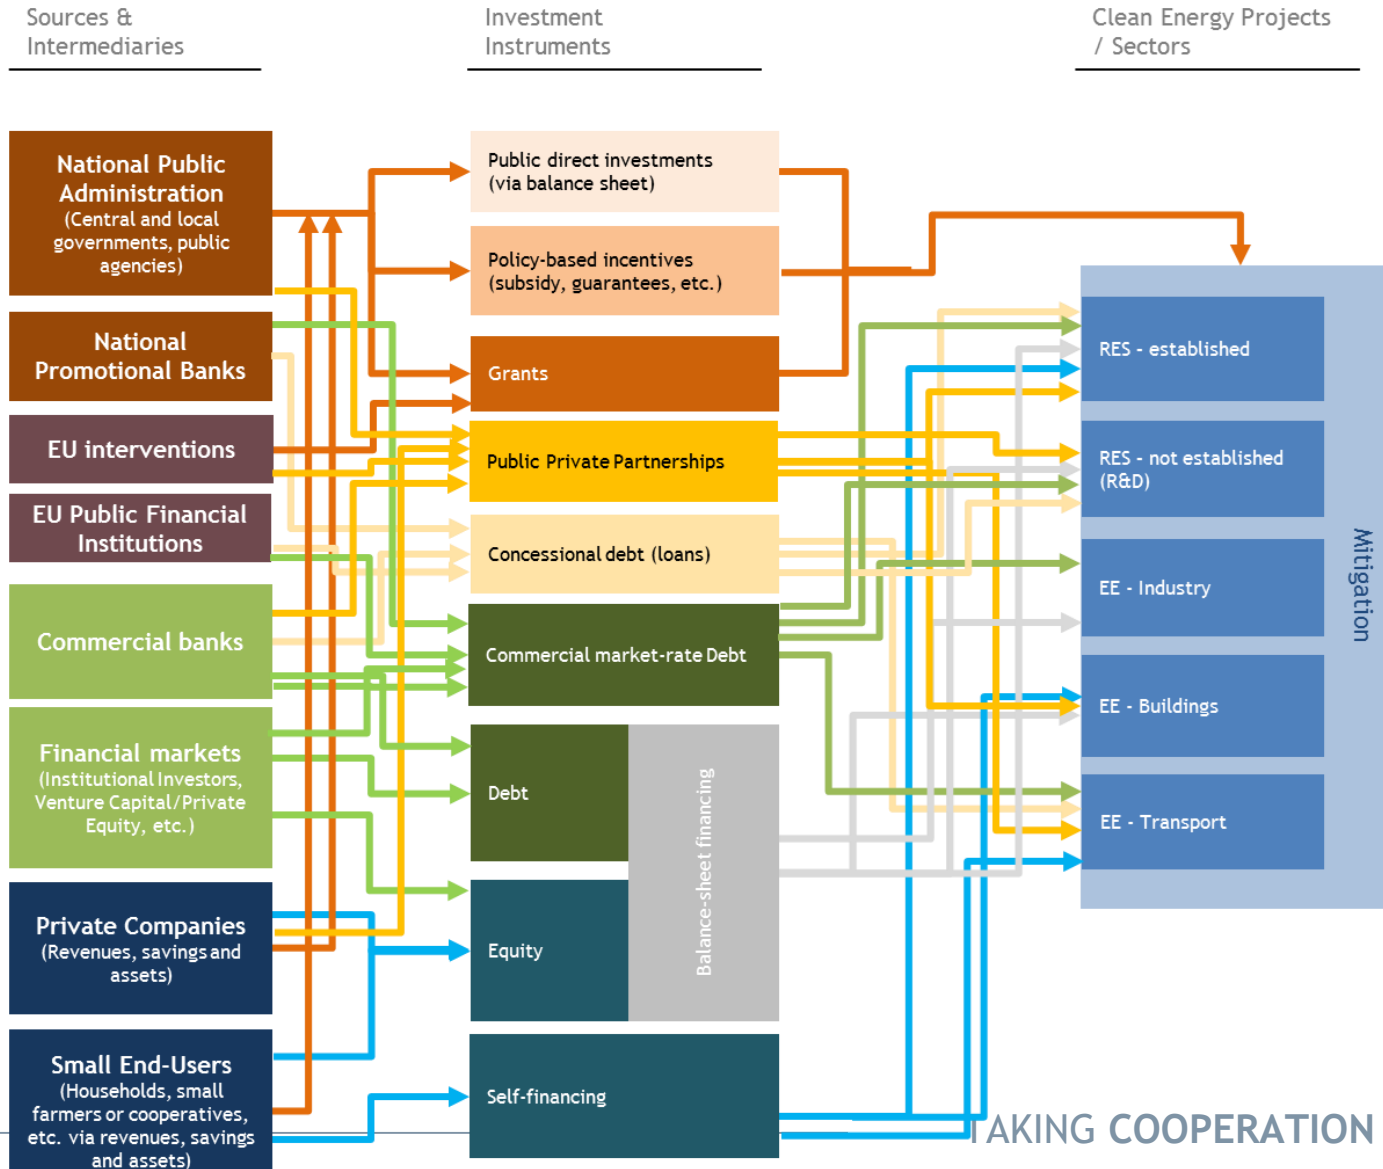 Sources &
Intermediaries
Investment
Instruments
Clean Energy Projects
/ Sectors
National Public
Administration
(Central and local
governments, public
agencies)
National
Promotional Banks
EU interventions
EU Public Financial
Institutions
Commercial banks
Financial markets
(Institutional Investors,
Venture Capital/Private
Equity, etc.)
Private Companies
(Revenues, savings and
assets)
Small End-Users
(Households, small
farmers or cooperatives,
etc. via revenues, savings
and assets)
Public direct investments
(via balance sheet)
Policy-based incentives
(subsidy, guarantees, etc.)
Grants
Public Private Partnerships
Concessional debt (loans)
Commercial market-rate Debt
Debt
Equity
Balance-sheet financing
Self-financing
RES - established
RES - not established
(R&D)
EE - Industry
EE - Buildings
EE - Transport
Mitigation
TAKING COOPERATION